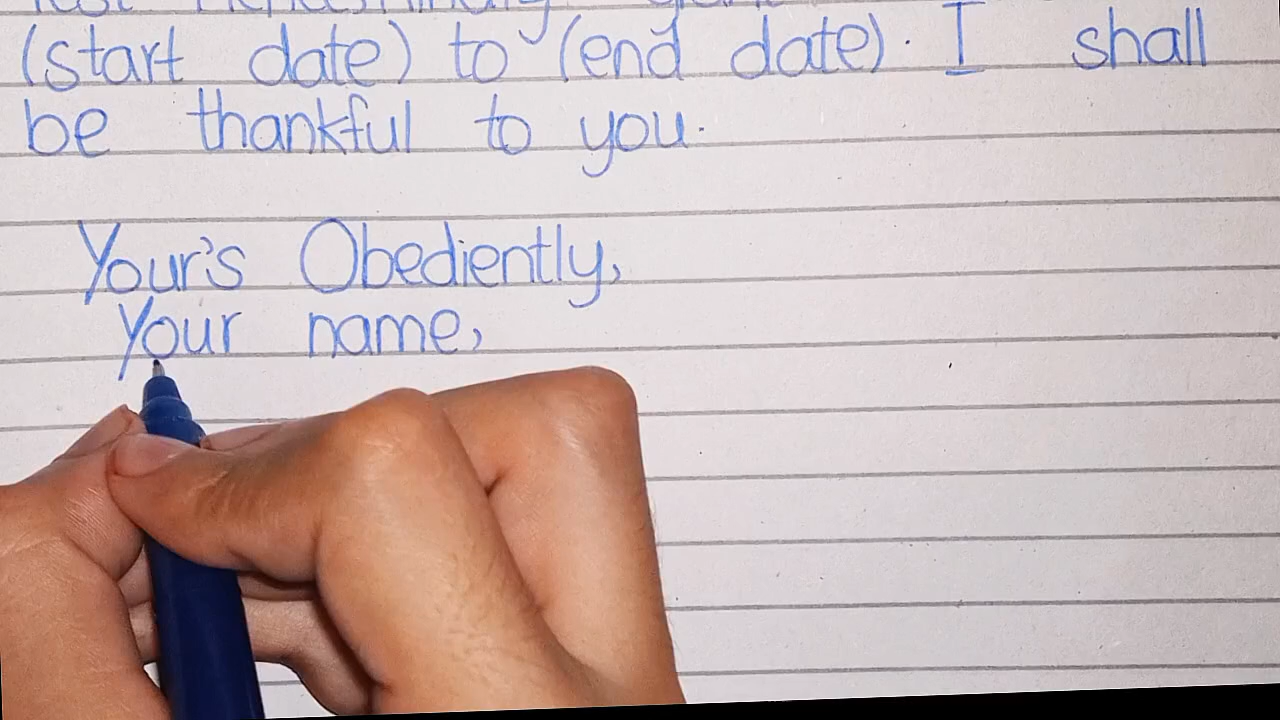 (start date) to (end date). I shall
be thankful to you.
Your's Obediently,
Your name,